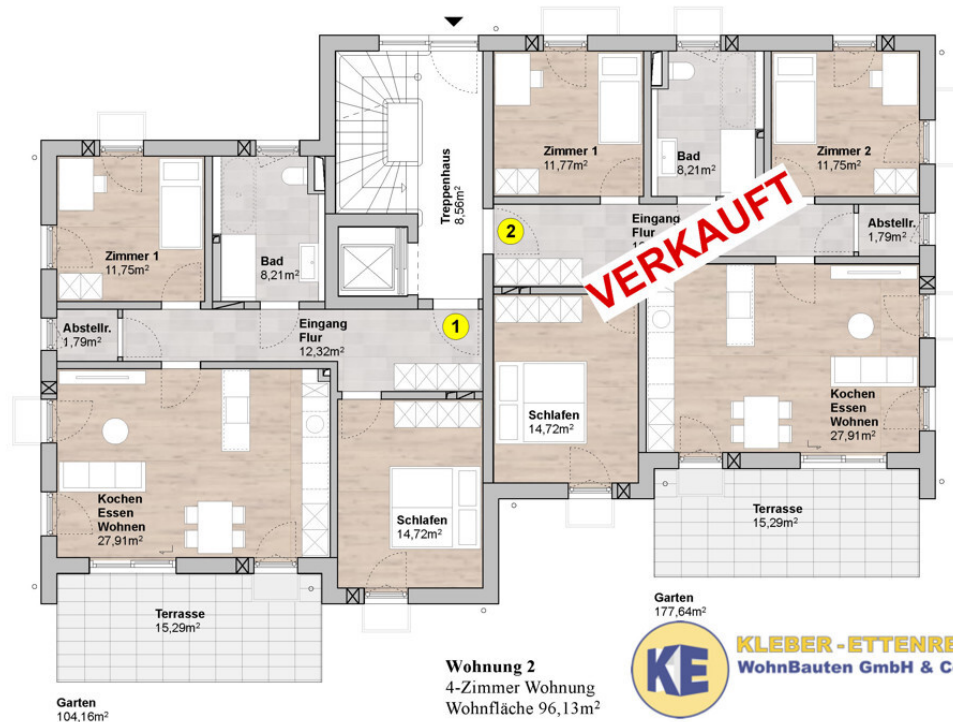 Zimmer 1
11,77m²
Bad
8,21m²
Zimmer 2
11,75m²
Treppenhaus
8,56m²
Zimmer 1
11,75m²
Bad
8,21m²
2
Eingang
Flur
VERKAUFT
Abstellr.
1,79m²
Abstellr.
1,79m²
Eingang
Flur
12,32m²
1
Schlafen
14,72m²
Kochen
Essen
Wohnen
27,91m²
Kochen
Essen
Wohnen
27,91m²
Schlafen
14,72m²
Terrasse
15,29m²
Terrasse
15,29m²
Garten
177,64m²
Garten
104,16m²
Wohnung 2
4-Zimmer Wohnung
Wohnfläche 96,13m²
KE
KLEBER-ETTENRE
WohnBauten GmbH & C